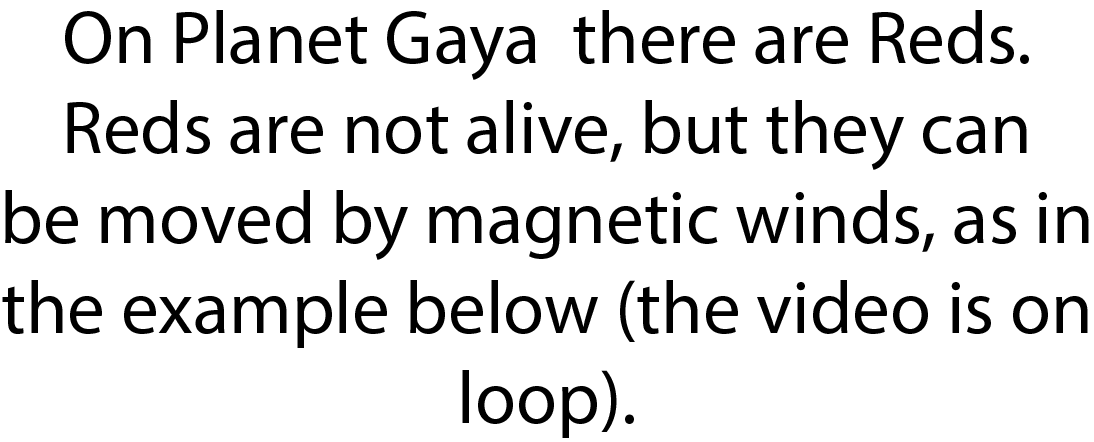 On Planet Gaya  there are Reds.
Reds are not alive, but they can
be moved by magnetic winds, as in
the example below (the video is on
loop).